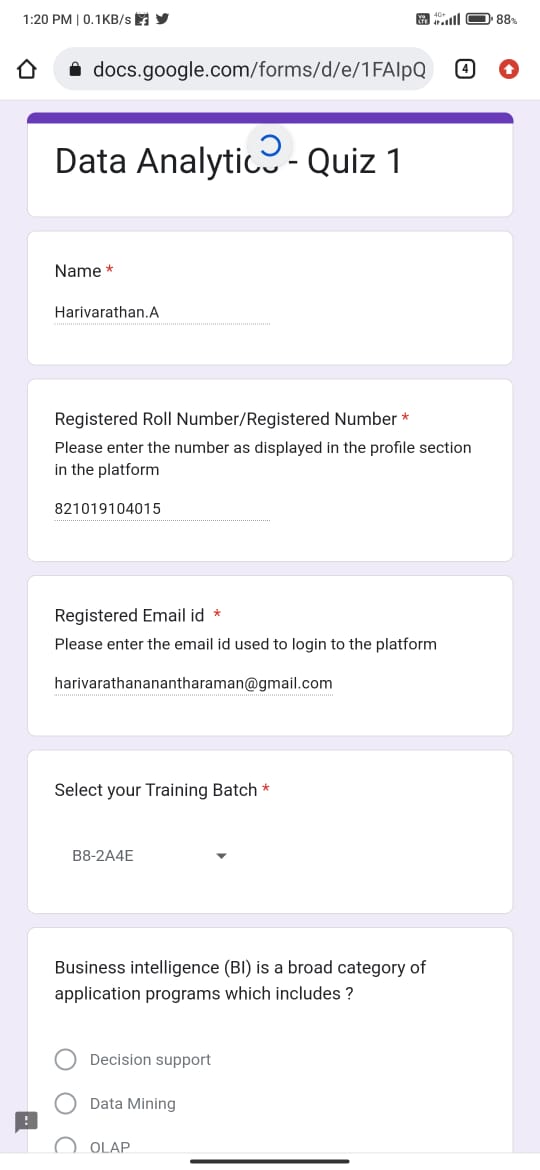 1:20 PM | 0.1KB/s
4G+
88%
docs.google.com/forms/d/e/1FAIpQ
4
Data Analytics - Quiz 1
Name *
Harivarathan.A
Registered Roll Number/Registered Number *
Please enter the number as displayed in the profile section
in the platform
821019104015
Registered Email id *
Please enter the email id used to login to the platform
harivarathananantharaman@gmail.com
Select your Training Batch *
B8-2A4E
Business intelligence (BI) is a broad category of
application programs which includes ?
Decision support
Data Mining
OLAP